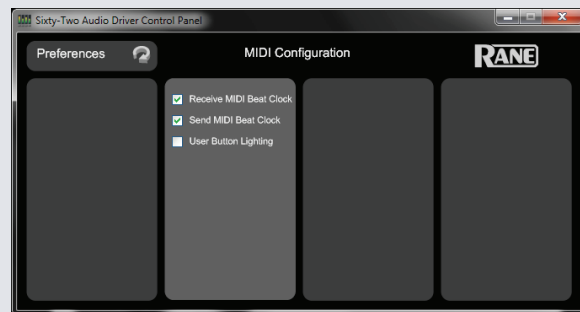 Sixty-Two Audio Driver Control Panel
Preferences
MIDI Configuration
RANE
Receive MIDI Beat Clock
Send MIDI Beat Clock
User Button Lighting